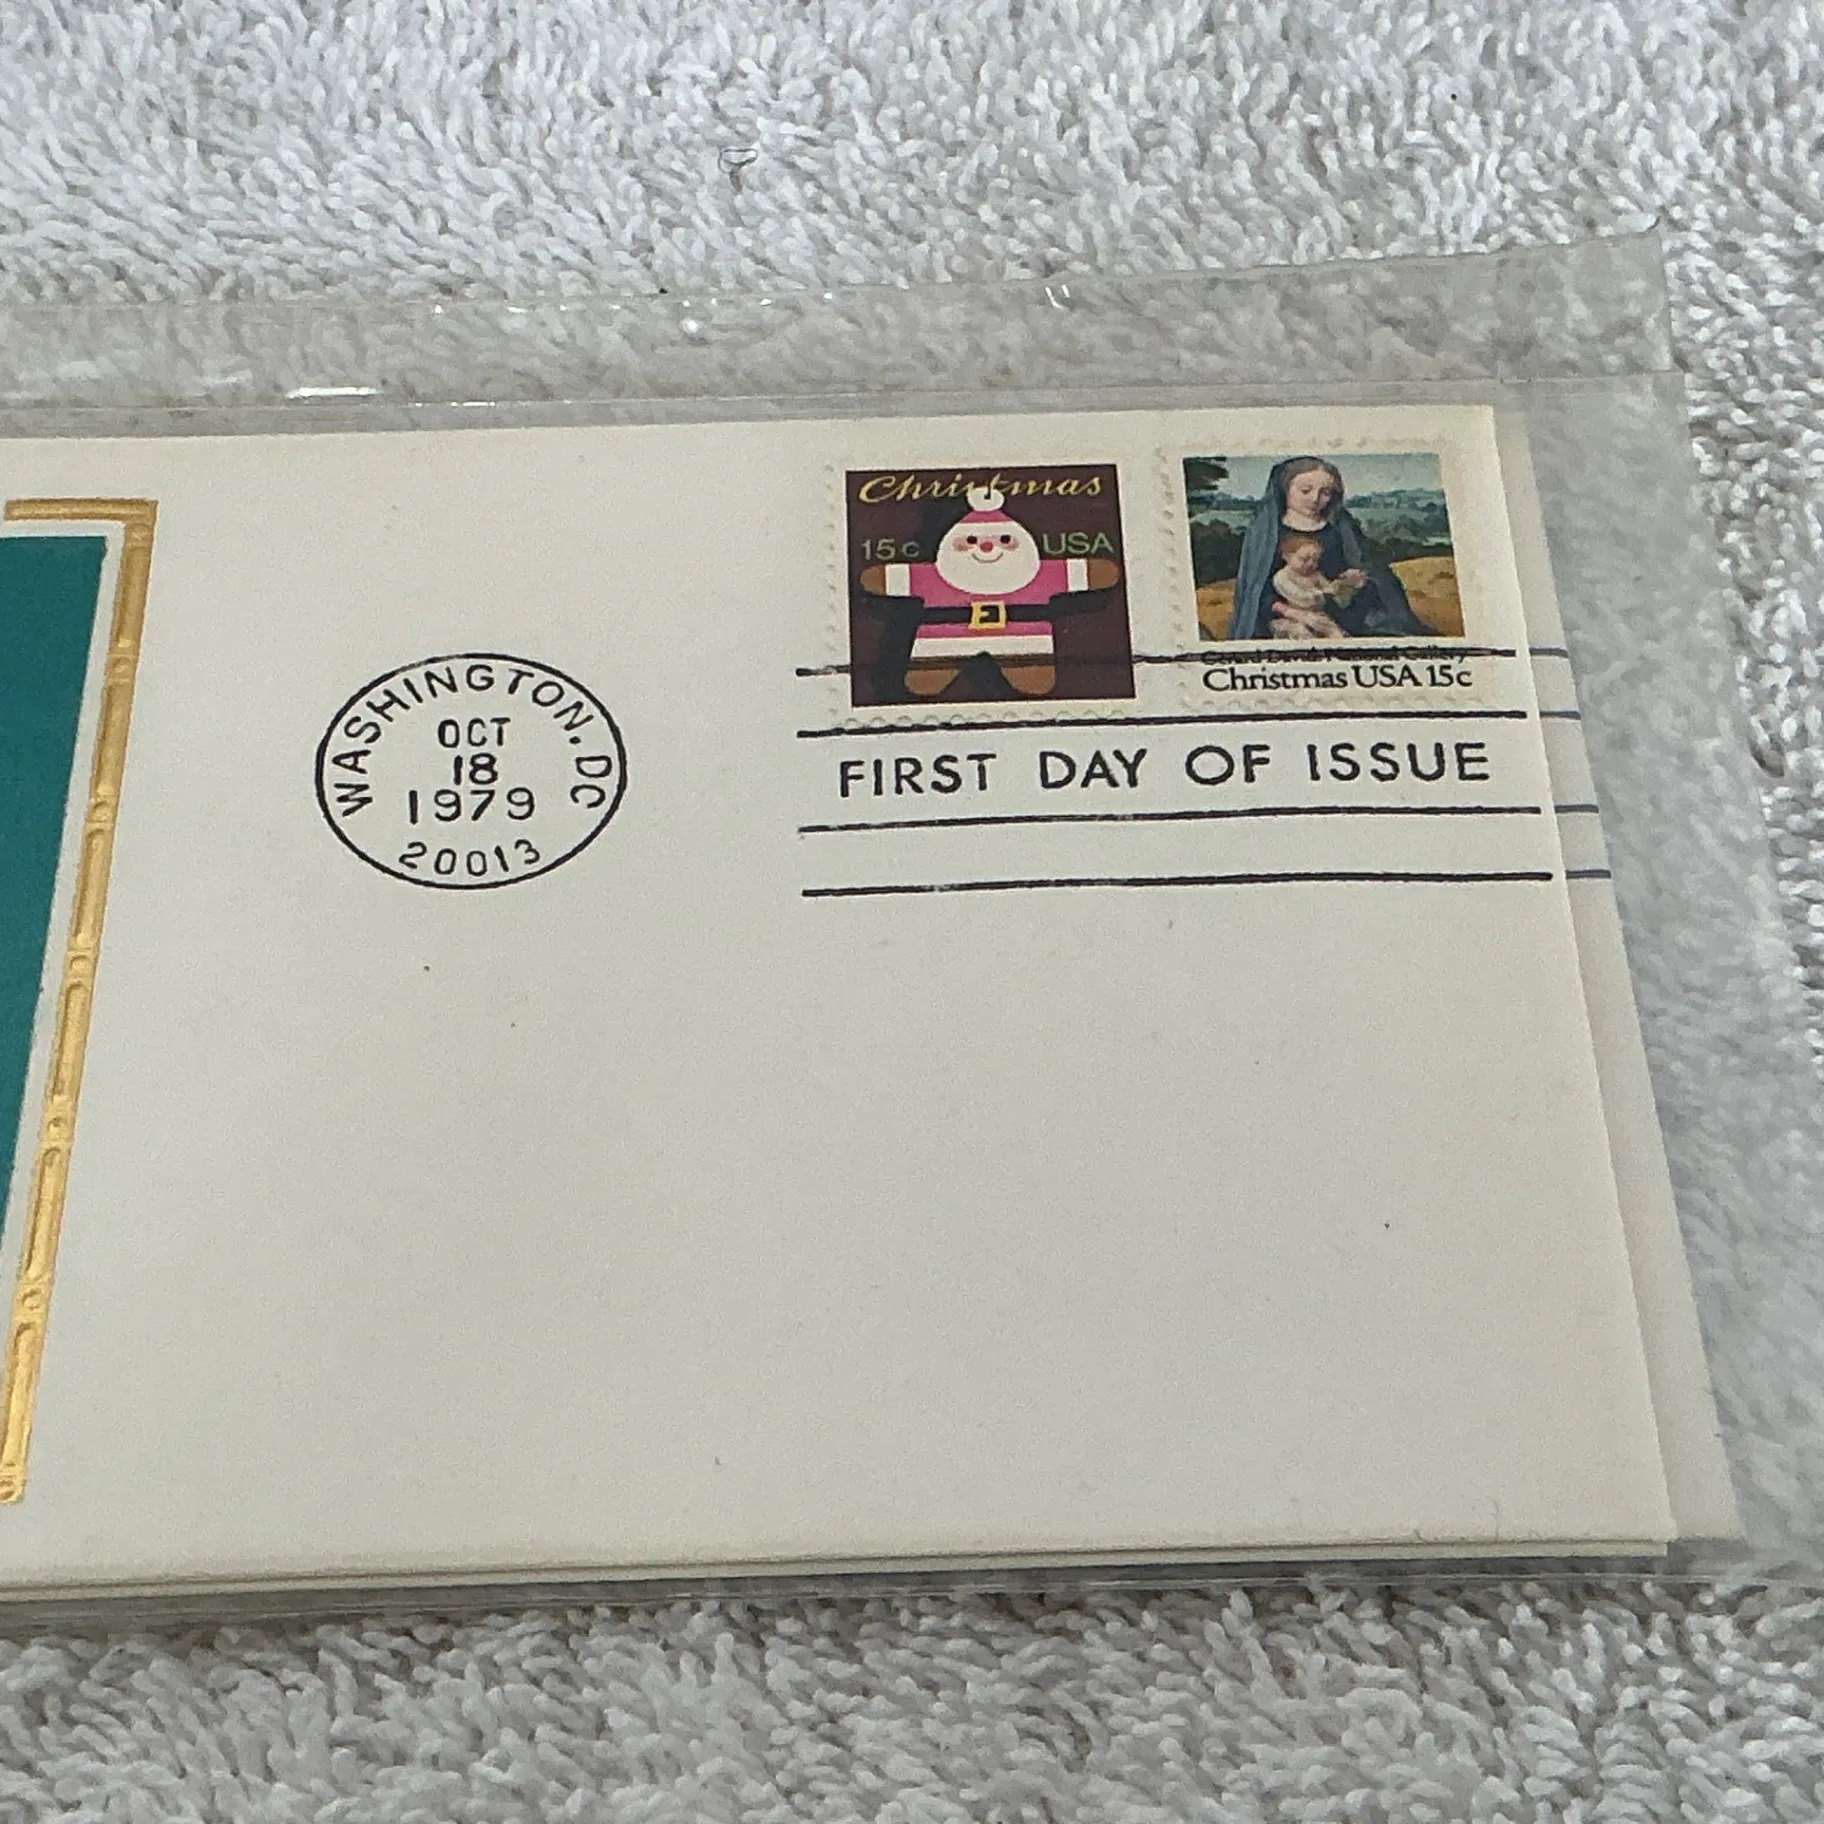 Christmas
15c USA
Gerard David: National Gallery
Christmas USA 15c
WASHINGTON, DC
OCT
18
1979
20013
FIRST DAY OF ISSUE